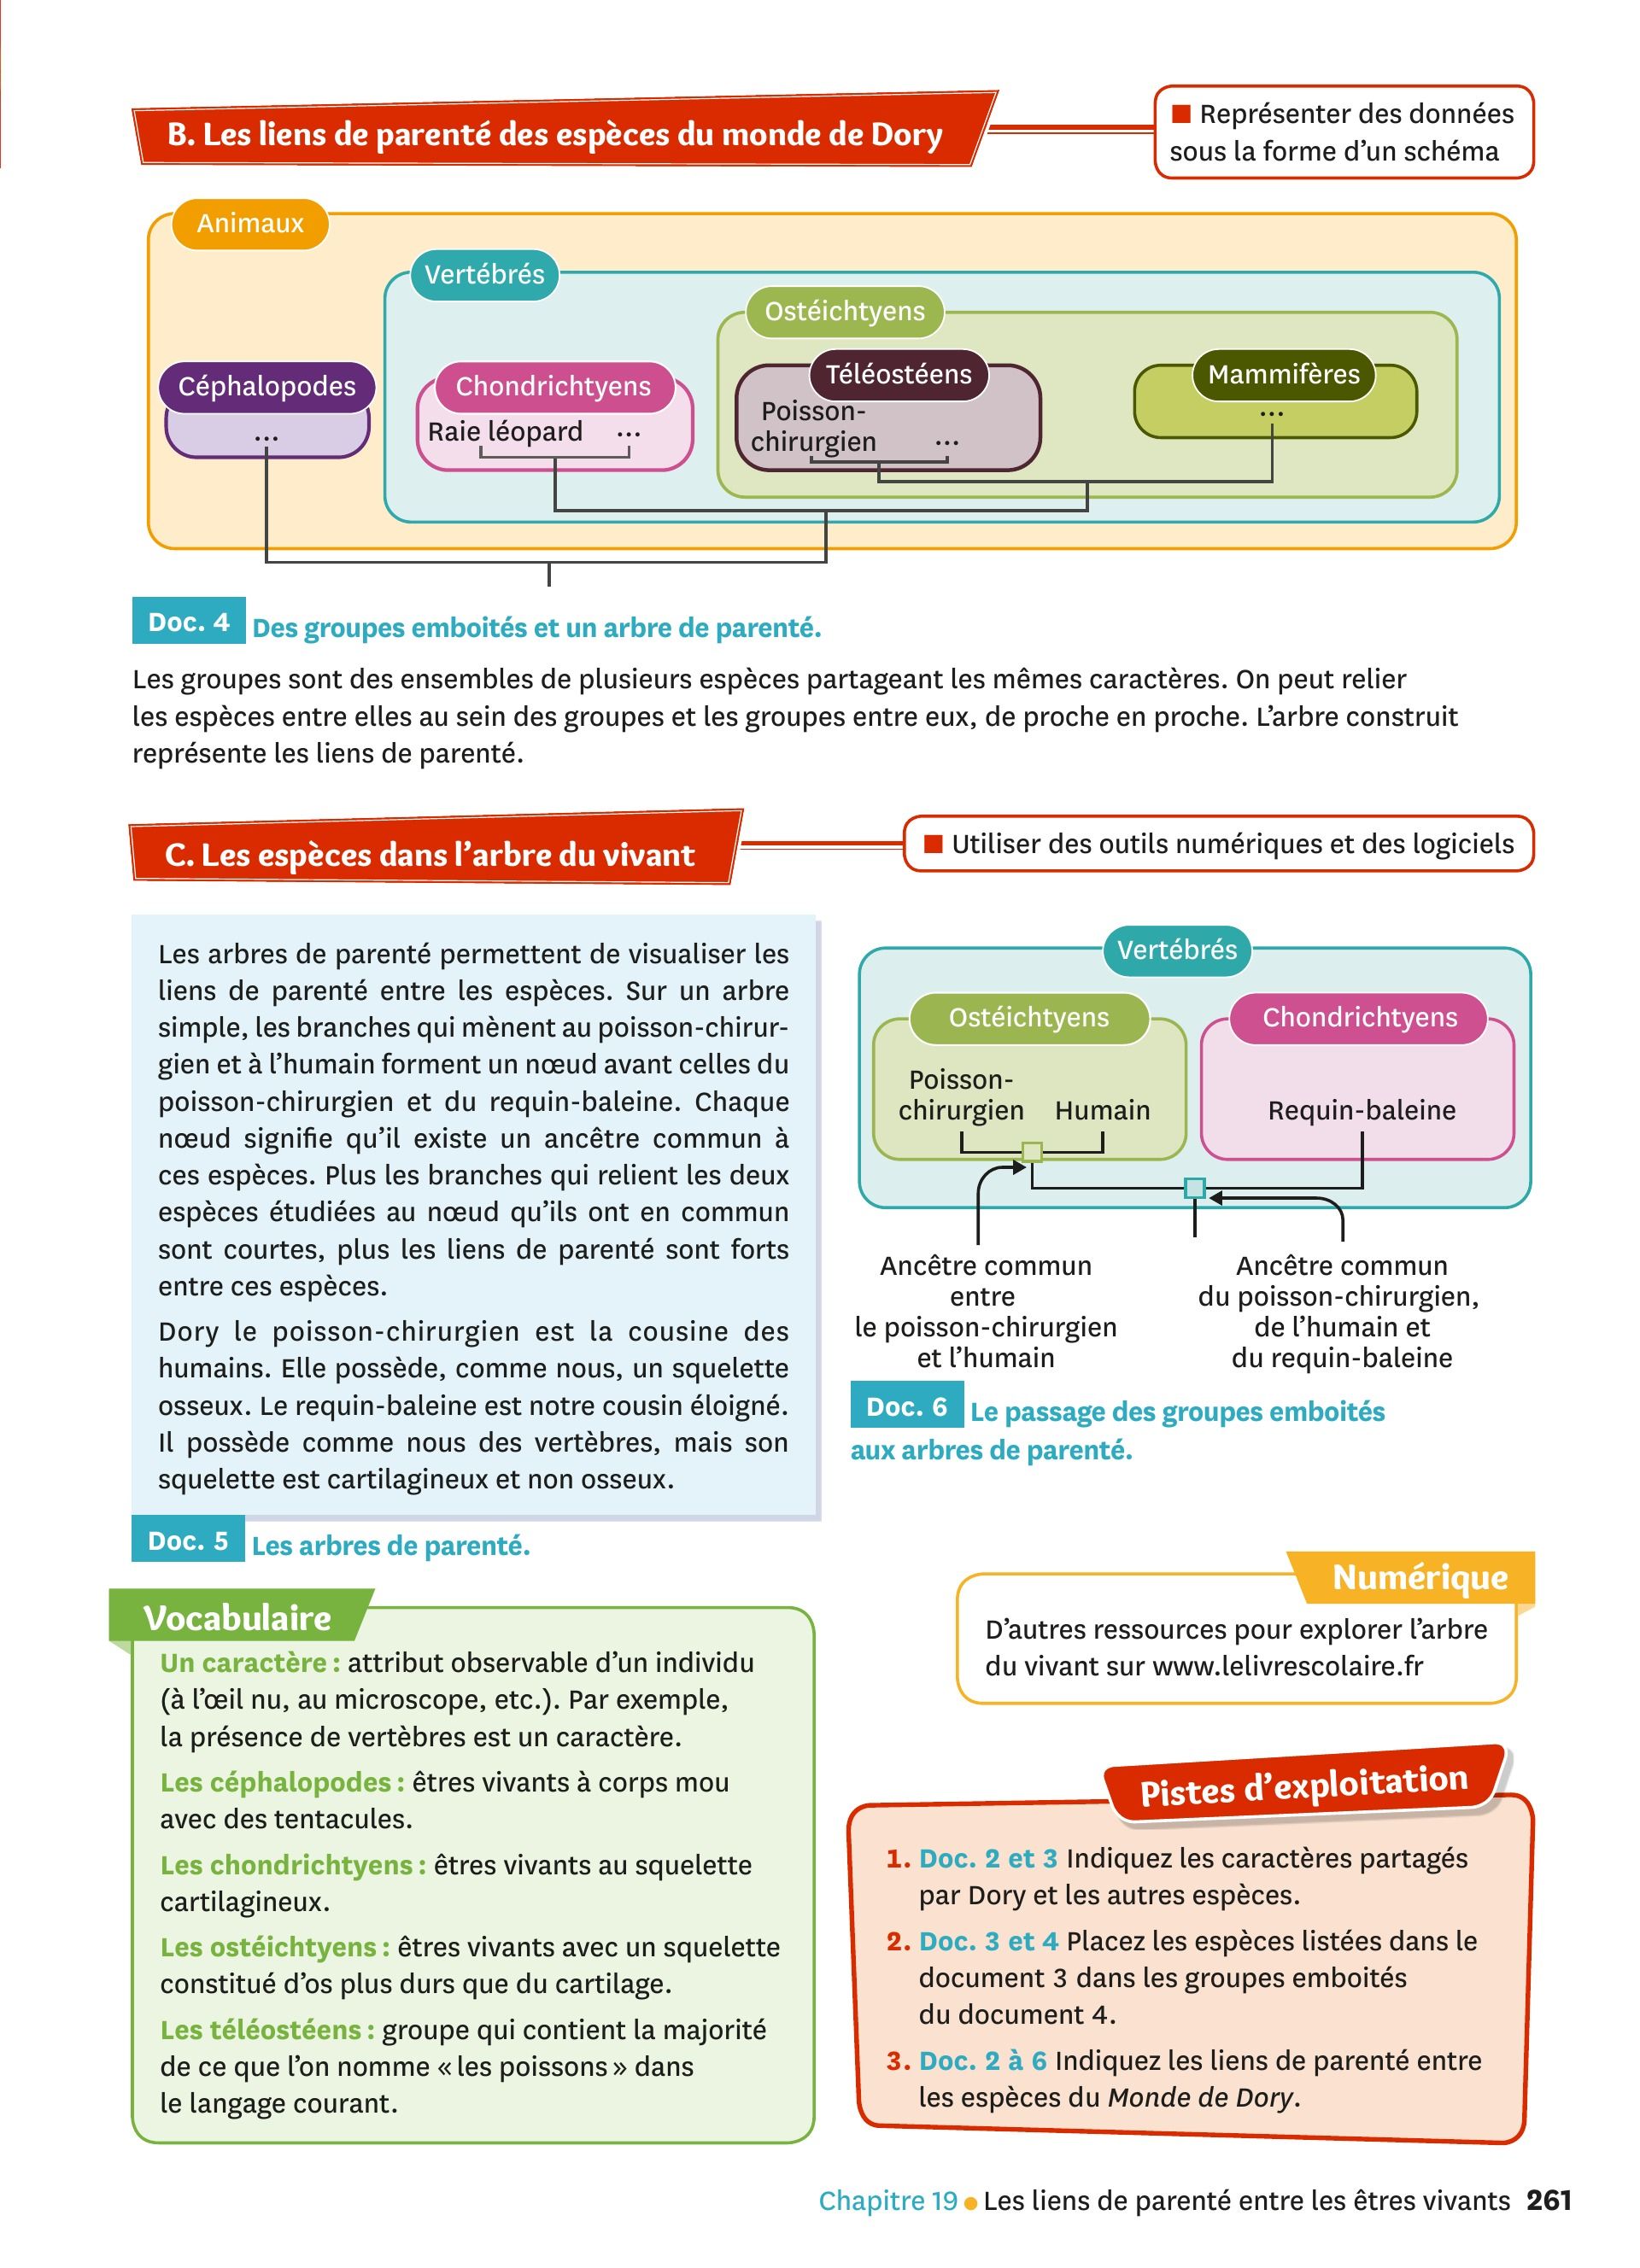 B. Les liens de parenté des espèces du monde de Dory
■ Représenter des données
sous la forme d'un schéma
Animaux
Vertébrés
Ostéichtyens
Céphalopodes
...
Chondrichtyens
Raie léopard ...
Téléostéens
Poisson-
chirurgien ...
Mammifères
...
Doc. 4 Des groupes emboités et un arbre de parenté.
Les groupes sont des ensembles de plusieurs espèces partageant les mêmes caractères. On peut relier
les espèces entre elles au sein des groupes et les groupes entre eux, de proche en proche. L'arbre construit
représente les liens de parenté.
C. Les espèces dans l'arbre du vivant
■ Utiliser des outils numériques et des logiciels
Les arbres de parenté permettent de visualiser les
liens de parenté entre les espèces. Sur un arbre
simple, les branches qui mènent au poisson-chirur-
gien et à l'humain forment un nœud avant celles du
poisson-chirurgien et du requin-baleine. Chaque
nœud signifie qu'il existe un ancêtre commun à
ces espèces. Plus les branches qui relient les deux
espèces étudiées au nœud qu'ils ont en commun
sont courtes, plus les liens de parenté sont forts
entre ces espèces.
Dory le poisson-chirurgien est la cousine des
humains. Elle possède, comme nous, un squelette
osseux. Le requin-baleine est notre cousin éloigné.
Il possède comme nous des vertèbres, mais son
squelette est cartilagineux et non osseux.
Doc. 5 Les arbres de parenté.
Vertébrés
Ostéichtyens
Chondrichtyens
Poisson-
chirurgien
Humain
Requin-baleine
Ancêtre commun
entre
le poisson-chirurgien
et l'humain
Ancêtre commun
du poisson-chirurgien,
de l'humain et
du requin-baleine
Doc. 6 Le passage des groupes emboités
aux arbres de parenté.
Vocabulaire
Un caractère : attribut observable d'un individu
(à l'œil nu, au microscope, etc.). Par exemple,
la présence de vertèbres est un caractère.
Les céphalopodes : êtres vivants à corps mou
avec des tentacules.
Les chondrichtyens : êtres vivants au squelette
cartilagineux.
Les ostéichtyens : êtres vivants avec un squelette
constitué d'os plus durs que du cartilage.
Les téléostéens : groupe qui contient la majorité
de ce que l'on nomme « les poissons » dans
le langage courant.
Numérique
D'autres ressources pour explorer l'arbre
du vivant sur www.lelivrescolaire.fr
Pistes d'exploitation
1. Doc. 2 et 3 Indiquez les caractères partagés
par Dory et les autres espèces.
2. Doc. 3 et 4 Placez les espèces listées dans le
document 3 dans les groupes emboités
du document 4.
3. Doc. 2 à 6 Indiquez les liens de parenté entre
les espèces du Monde de Dory.
Chapitre 19 • Les liens de parenté entre les êtres vivants 261